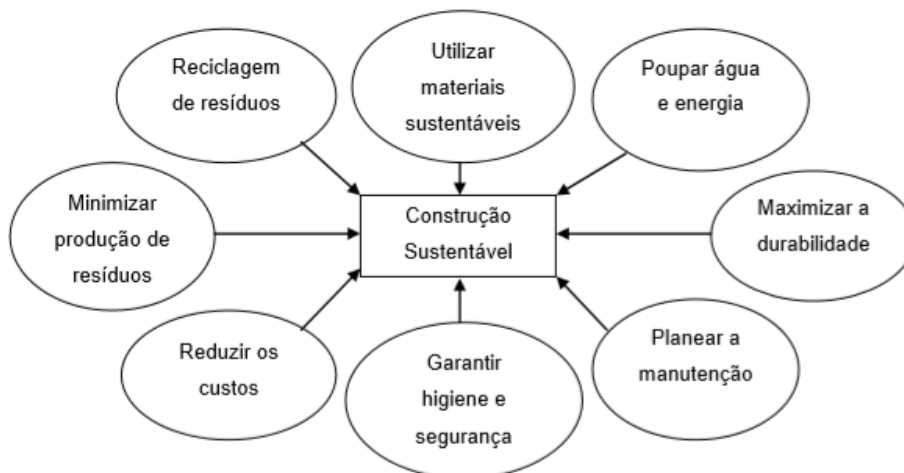 Reciclagem
de resíduos
Utilizar
materiais
sustentáveis
Poupar água
e energia
Minimizar
produção de
resíduos
Construção
Sustentável
Maximizar a
durabilidade
Reduzir os
custos
Garantir
higiene e
segurança
Planear a
manutenção